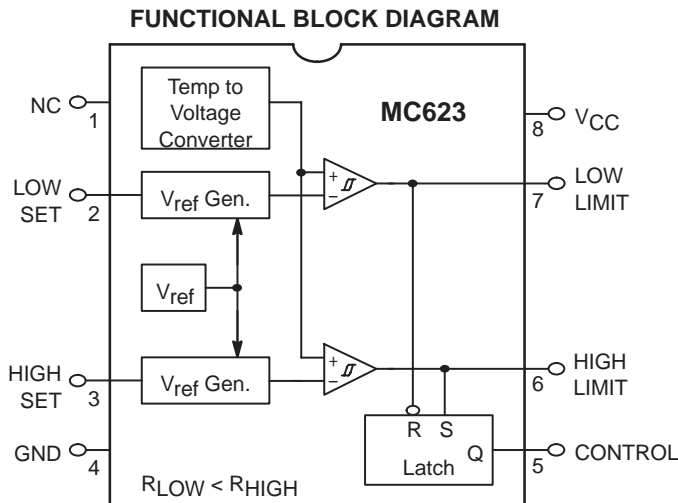 FUNCTIONAL BLOCK DIAGRAM
NC
1
Temp to
Voltage
Converter
MC623
8
VCC
LOW
SET
2
Vref Gen.
+
−
7
LOW
LIMIT
Vref
HIGH
SET
3
Vref Gen.
+
−
6
HIGH
LIMIT
R S
Q
Latch
5
CONTROL
GND
4
RLOW < RHIGH